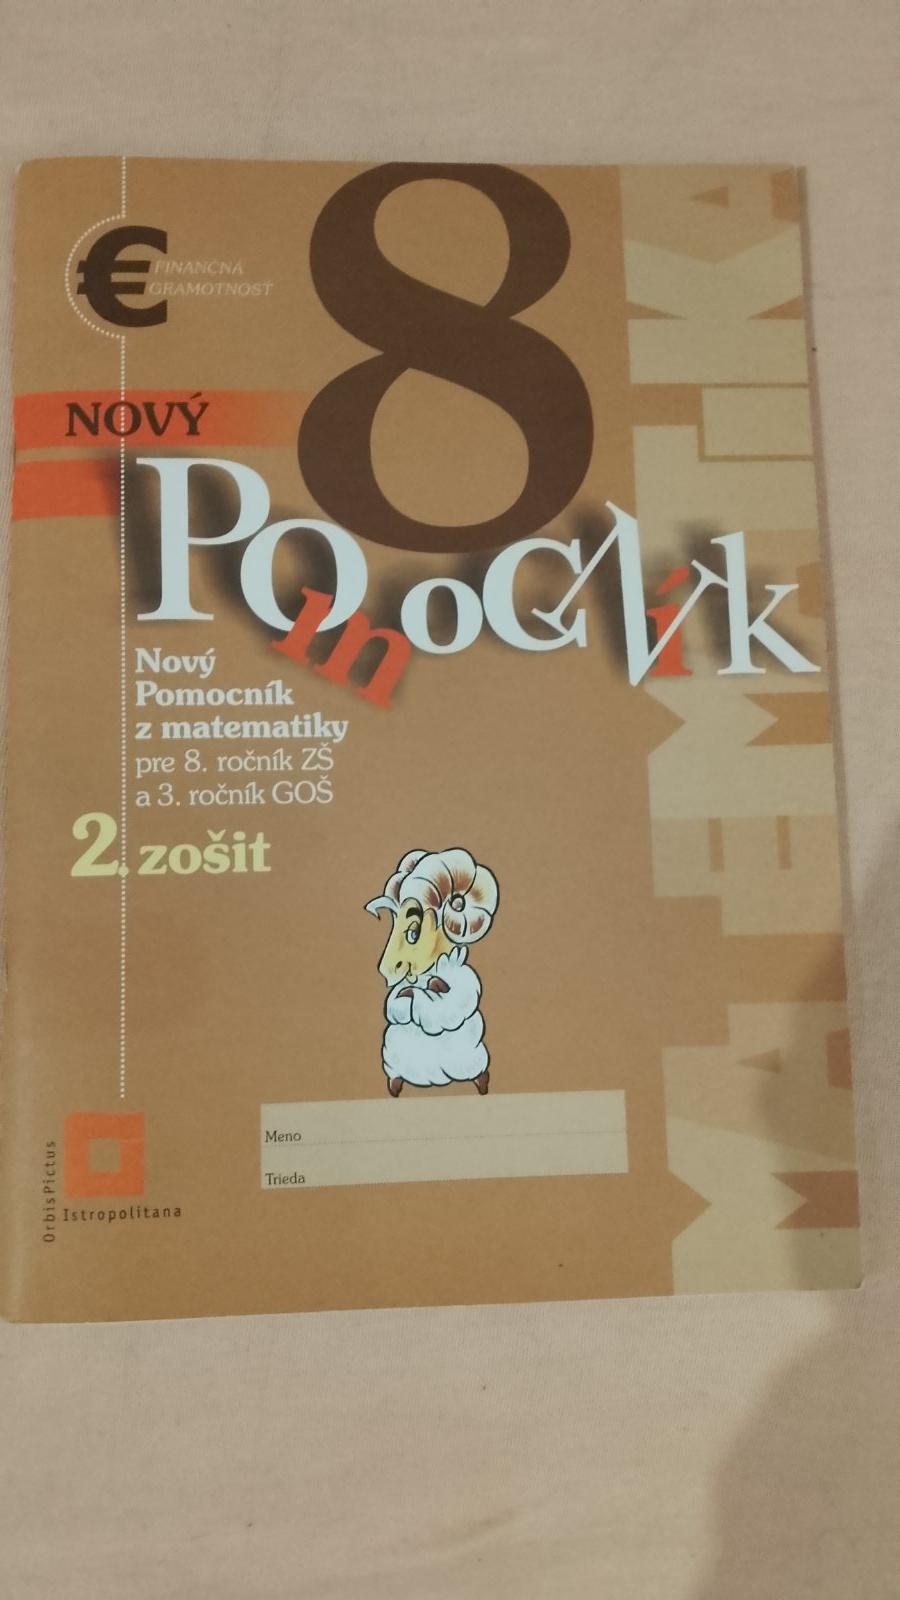 8
€ FINANČNÁ
GRAMOTNOSŤ
NOVÝ
Pomocník
MATEMATIKA
Nový
Pomocník
z matematiky
pre 8. ročník ZŠ
a 3. ročník GOŠ
2. zošit
Meno
Trieda
OrbisPictus
Istropolitana